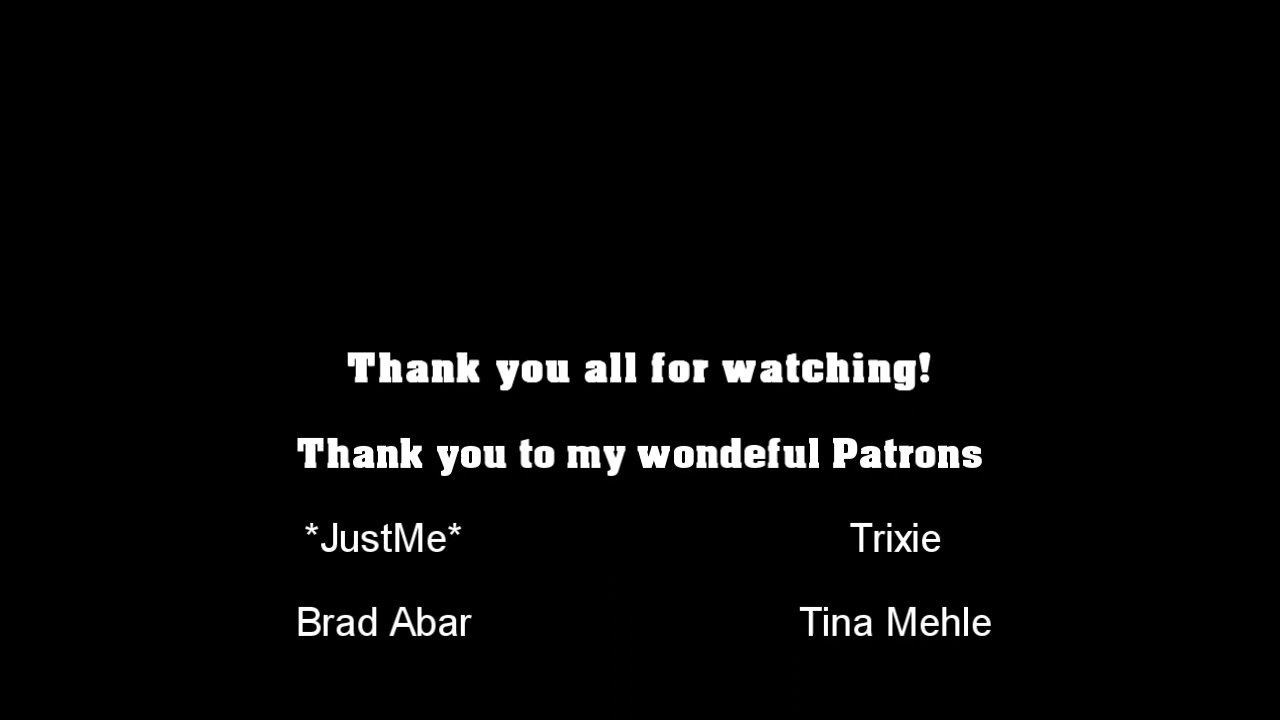 Thank you all for watching!
Thank you to my wondeful Patrons
*JustMe* Trixie
Brad Abar Tina Mehle